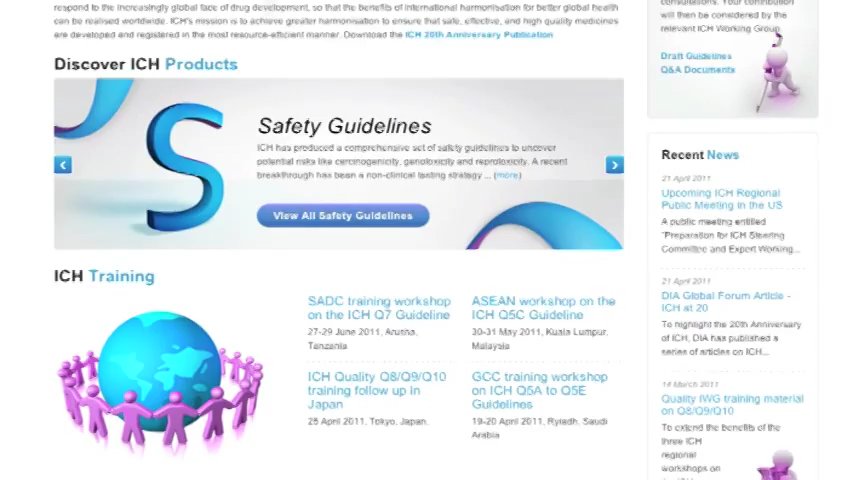 respond to the increasingly global face of drug development, so that the benefits of international harmonisation for better global health
can be realised worldwide. ICH's mission is to achieve greater harmonisation to ensure that safe, effective, and high quality medicines
are developed and registered in the most resource-efficient manner. Download the ICH 20th Anniversary Publication
Discover ICH Products
S
Safety Guidelines
ICH has produced a comprehensive set of safety guidelines to uncover
potential risks like carcinogenicity, genotoxicity and reprotoxicity. A recent
breakthrough has been a non-clinical testing strategy ... (more)
View All Safety Guidelines
ICH Training
SADC training workshop
on the ICH Q7 Guideline
27-29 June 2011, Arusha,
Tanzania
ASEAN workshop on the
ICH Q5C Guideline
30-31 May 2011, Kuala Lumpur,
Malaysia
ICH Quality Q8/Q9/Q10
training follow up in
Japan
25 April 2011, Tokyo, Japan,
GCC training workshop
on ICH Q5A to Q5E
Guidelines
19-20 April 2011, Riyadh, Saudi
Arabia
consultations. Your contribution
will then be considered by the
relevant ICH Working Group.
Draft Guidelines
Q&A Documents
Recent News
21 April 2011
Upcoming ICH Regional
Public Meeting in the US
A public meeting entitled
"Preparation for ICH Steering
Committee and Expert Working...
21 April 2011
DIA Global Forum Article -
ICH at 20
To highlight the 20th Anniversary
of ICH, DIA has published a
series of articles on ICH...
14 March 2011
Quality IWG training material
on Q8/Q9/Q10
To extend the benefits of the
three ICH
regional
workshops on